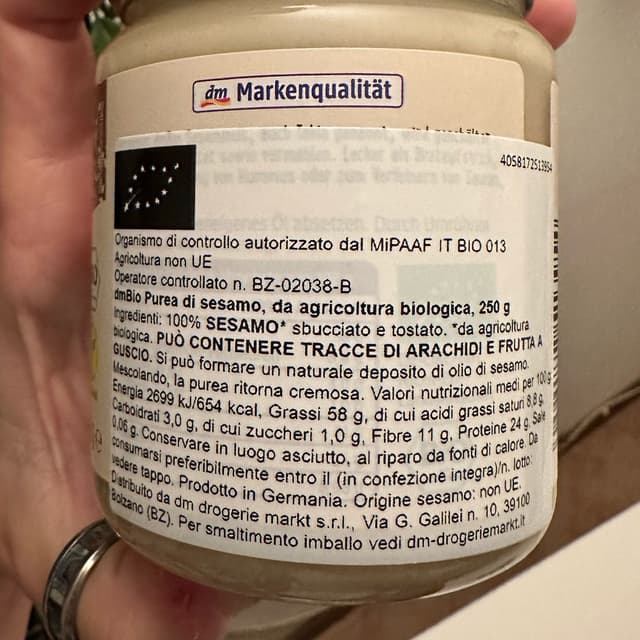 dm Markenqualität
4058172513954
Organismo di controllo autorizzato dal MiPAAF IT BIO 013
Agricoltura non UE
Operatore controllato n. BZ-02038-B
dmBio Purea di sesamo, da agricoltura biologica, 250 g
Ingredienti: 100% SESAMO* sbucciato e tostato. *da agricoltura
biologica. PUÒ CONTENERE TRACCE DI ARACHIDI E FRUTTA A
GUSCIO. Si può formare un naturale deposito di olio di sesamo.
Mescolando, la purea ritorna cremosa. Valori nutrizionali medi per 100 g
Energia 2699 kJ/654 kcal, Grassi 58 g, di cui acidi grassi saturi 8,8 g,
Carboidrati 3,0 g, di cui zuccheri 1,0 g, Fibre 11 g, Proteine 24 g, Sale
0,06 g. Conservare in luogo asciutto, al riparo da fonti di calore. Da
consumarsi preferibilmente entro il (in confezione integra)/n. lotto:
vedere tappo. Prodotto in Germania. Origine sesamo: non UE.
Distribuito da dm drogerie markt s.r.l., Via G. Galilei n. 10, 39100
Bolzano (BZ). Per smaltimento imballo vedi dm-drogeriemarkt.it